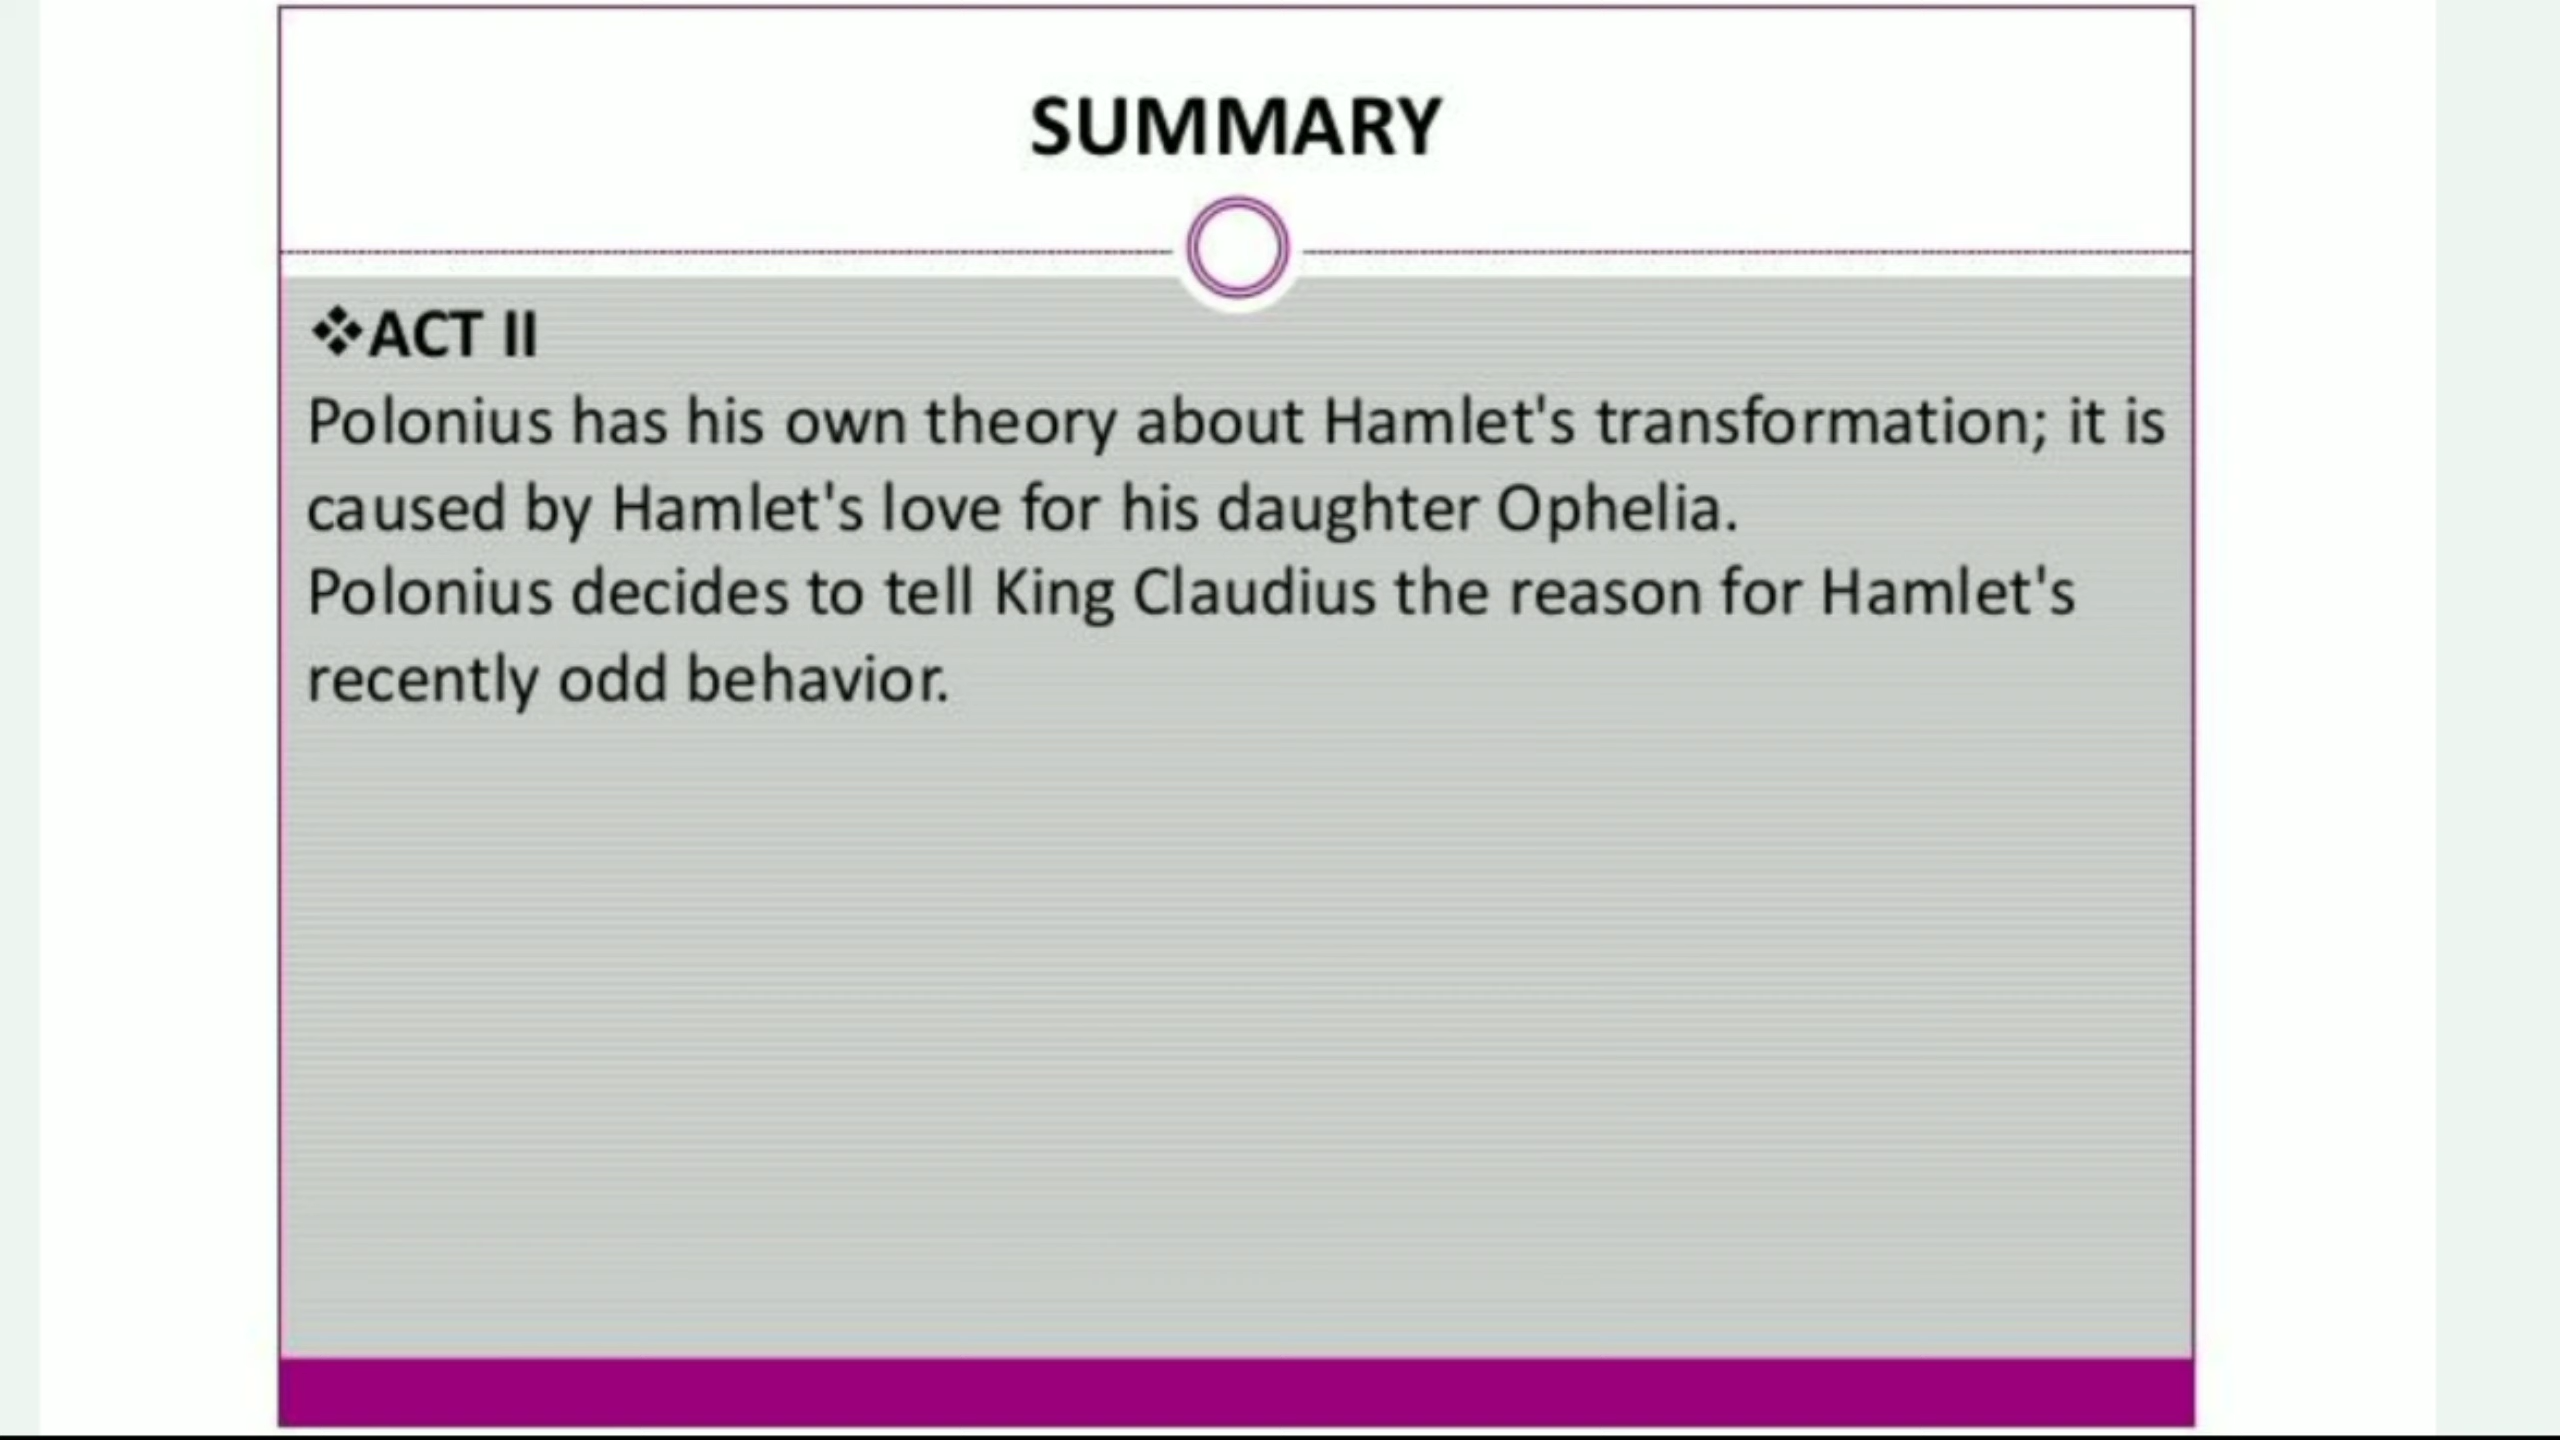 SUMMARY
❖ACT II
Polonius has his own theory about Hamlet's transformation; it is
caused by Hamlet's love for his daughter Ophelia.
Polonius decides to tell King Claudius the reason for Hamlet's
recently odd behavior.